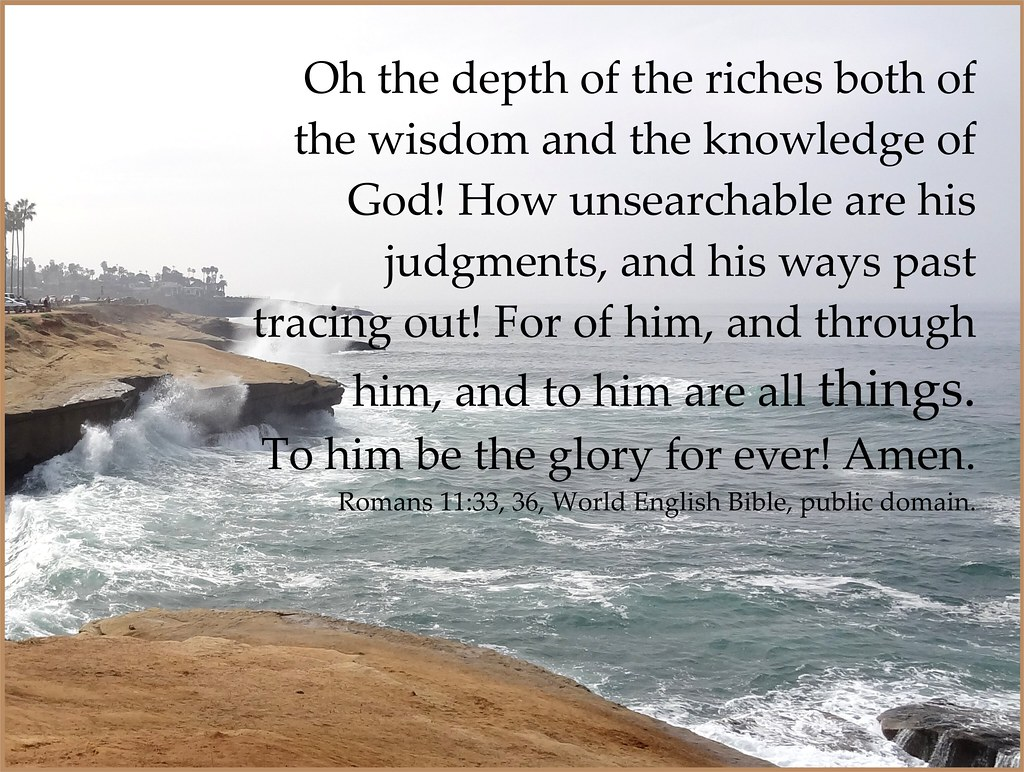 Oh the depth of the riches both of
the wisdom and the knowledge of
God! How unsearchable are his
judgments, and his ways past
tracing out! For of him, and through
him, and to him are all things.
To him be the glory for ever! Amen.
Romans 11:33, 36, World English Bible, public domain.